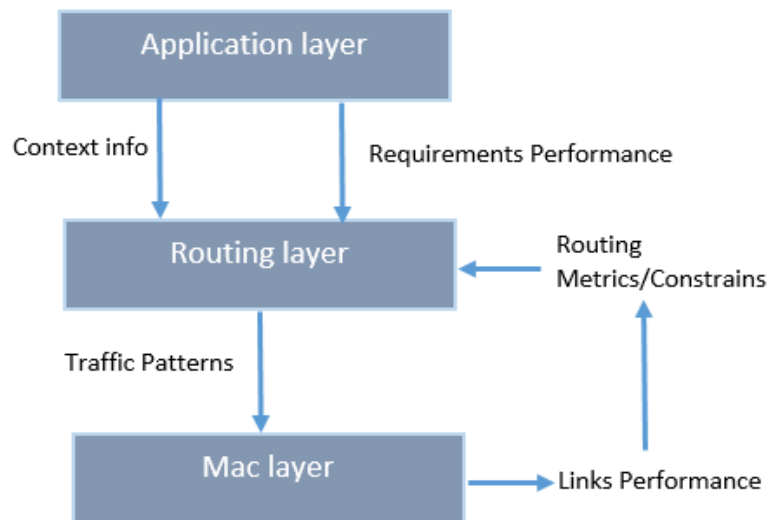 Application layer
Context info
Requirements Performance
Routing layer
Routing
Metrics/Constrains
Traffic Patterns
Mac layer
Links Performance